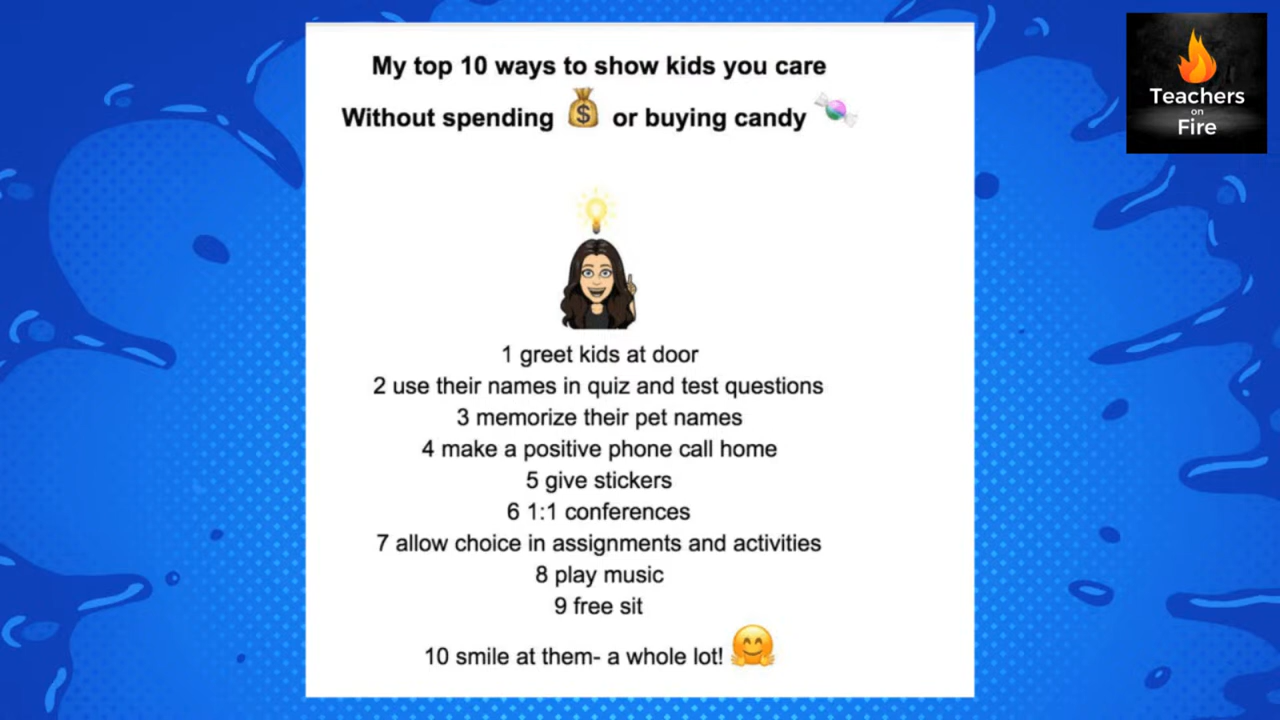 My top 10 ways to show kids you care
Without spending 💰 or buying candy 🍬
1 greet kids at door
2 use their names in quiz and test questions
3 memorize their pet names
4 make a positive phone call home
5 give stickers
6 1:1 conferences
7 allow choice in assignments and activities
8 play music
9 free sit
10 smile at them- a whole lot! 🤗
Teachers
on
Fire